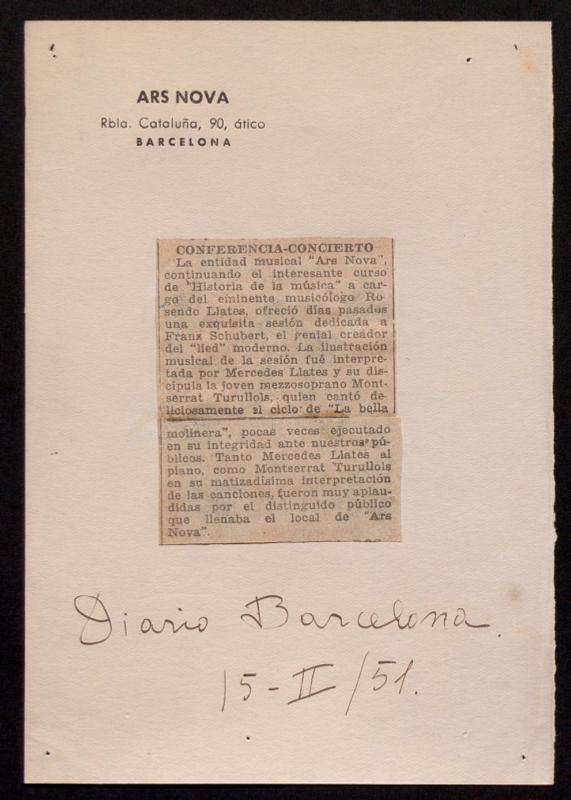 ARS NOVA
Rbla. Cataluña, 90, ático
BARCELONA
CONFERENCIA-CONCIERTO
La entidad musical "Ars Nova",
continuando el interesante curso
de "Historia de la música" a car-
go del eminente musicólogo Ro-
sendo Llates, ofreció días pasados
una exquisita sesión dedicada a
Franz Schubert, el genial creador
del "lied" moderno. La ilustración
musical de la sesión fué interpre-
tada por Mercedes Llates y su dis-
cípula la joven mezzosoprano Mont-
serrat Turullols, quien cantó de-
liciosamente el ciclo de "La bella
molinera", pocas veces ejecutado
en su integridad ante nuestros pú-
blicos. Tanto Mercedes Llates al
piano, como Montserrat Turullols
en su matizadísima interpretación
de las canciones, fueron muy aplau-
didas por el distinguido público
que llenaba el local de "Ars
Nova".
Diario Barcelona.
15-II/51.